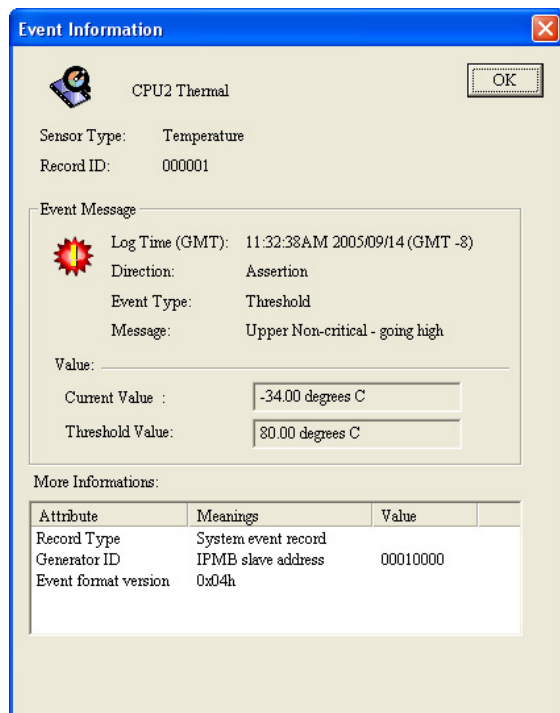 Event Information
OK
CPU2 Thermal
Sensor Type: Temperature
Record ID: 000001
Event Message
Log Time (GMT): 11:32:38AM 2005/09/14 (GMT -8)
Direction: Assertion
Event Type: Threshold
Message: Upper Non-critical - going high
Value:
Current Value : -34.00 degrees C
Threshold Value: 80.00 degrees C
More Informations:
Attribute Meanings Value
Record Type System event record
Generator ID IPMB slave address 00010000
Event format version 0x04h